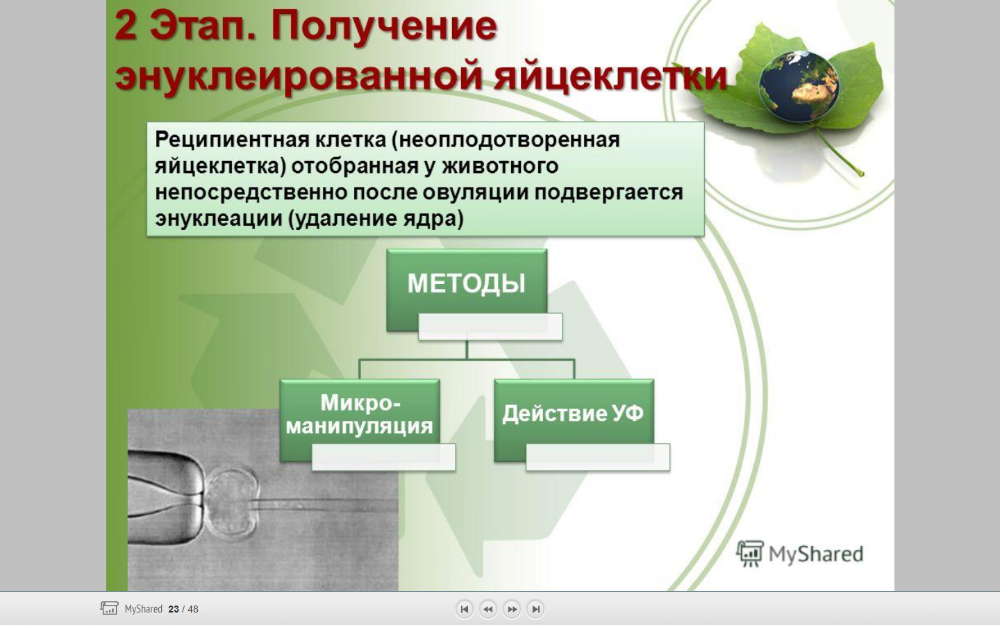 2 Этап. Получение
энуклеированной яйцеклетки
Реципиентная клетка (неоплодотворенная
яйцеклетка) отобранная у животного
непосредственно после овуляции подвергается
энуклеации (удаление ядра)
МЕТОДЫ
Микро-
манипуляция
Действие УФ
MyShared
MyShared 23 / 48